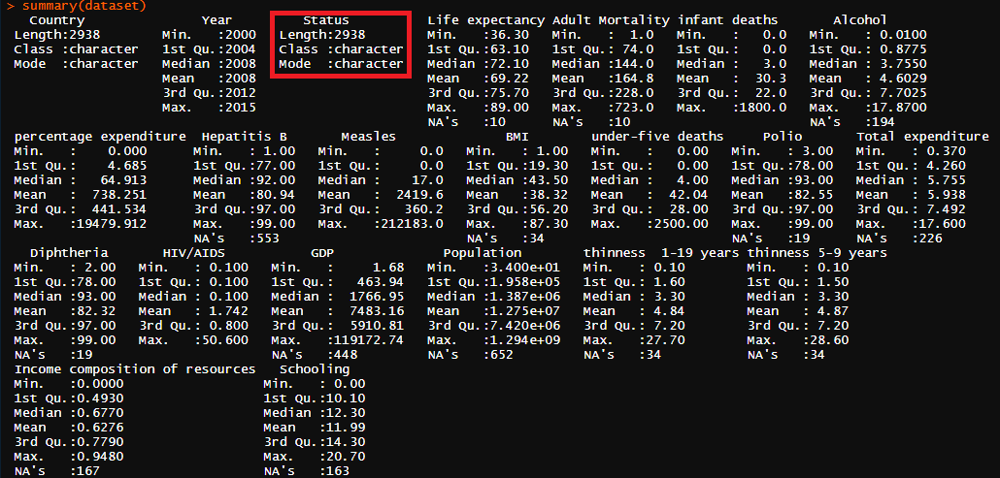 > summary(dataset)
Country Year Status Life expectancy Adult Mortality infant deaths Alcohol
Length:2938 Min. :2000 Length:2938 Min. :36.30 Min. : 1.0 Min. : 0.0 Min. : 0.0100
Class :character 1st Qu.:2004 Class :character 1st Qu.:63.10 1st Qu.: 74.0 1st Qu.: 0.0 1st Qu.: 0.8775
Mode :character Median :2008 Mode :character Median :72.10 Median :144.0 Median : 3.0 Median : 3.7550
Mean :2008 Mean :69.22 Mean :164.8 Mean : 30.3 Mean : 4.6029
3rd Qu.:2012 3rd Qu.:75.70 3rd Qu.:228.0 3rd Qu.: 22.0 3rd Qu.: 7.7025
Max. :2015 Max. :89.00 Max. :723.0 Max. :1800.0 Max. :17.8700
NA's :10 NA's :10 NA's :194
percentage expenditure Hepatitis B Measles BMI under-five deaths Polio Total expenditure
Min. : 0.000 Min. : 1.00 Min. : 0.0 Min. : 1.00 Min. : 0.00 Min. : 3.00 Min. : 0.370
1st Qu.: 4.685 1st Qu.:77.00 1st Qu.: 0.0 1st Qu.:19.30 1st Qu.: 0.00 1st Qu.:78.00 1st Qu.: 4.260
Median : 64.913 Median :92.00 Median : 17.0 Median :43.50 Median : 4.00 Median :93.00 Median : 5.755
Mean : 738.251 Mean :80.94 Mean : 2419.6 Mean :38.32 Mean : 42.04 Mean :82.55 Mean : 5.938
3rd Qu.: 441.534 3rd Qu.:97.00 3rd Qu.: 360.2 3rd Qu.:56.20 3rd Qu.: 28.00 3rd Qu.:97.00 3rd Qu.: 7.492
Max. :19479.912 Max. :99.00 Max. :212183.0 Max. :87.30 Max. :2500.00 Max. :99.00 Max. :17.600
NA's :553 NA's :34 NA's :19 NA's :226
Diphtheria HIV/AIDS GDP Population thinness 1-19 years thinness 5-9 years
Min. : 2.00 Min. : 0.100 Min. : 1.68 Min. :3.400e+01 Min. : 0.10 Min. : 0.10
1st Qu.:78.00 1st Qu.: 0.100 1st Qu.: 463.94 1st Qu.:1.958e+05 1st Qu.: 1.60 1st Qu.: 1.50
Median :93.00 Median : 0.100 Median : 1766.95 Median :1.387e+06 Median : 3.30 Median : 3.30
Mean :82.32 Mean : 1.742 Mean : 7483.16 Mean :1.275e+07 Mean : 4.84 Mean : 4.87
3rd Qu.:97.00 3rd Qu.: 0.800 3rd Qu.: 5910.81 3rd Qu.:7.420e+06 3rd Qu.: 7.20 3rd Qu.: 7.20
Max. :99.00 Max. :50.600 Max. :119172.74 Max. :1.294e+09 Max. :27.70 Max. :28.60
NA's :19 NA's :448 NA's :652 NA's :34 NA's :34
Income composition of resources Schooling
Min. :0.0000 Min. : 0.00
1st Qu.:0.4930 1st Qu.:10.10
Median :0.6770 Median :12.30
Mean :0.6276 Mean :11.99
3rd Qu.:0.7790 3rd Qu.:14.30
Max. :0.9480 Max. :20.70
NA's :167 NA's :163